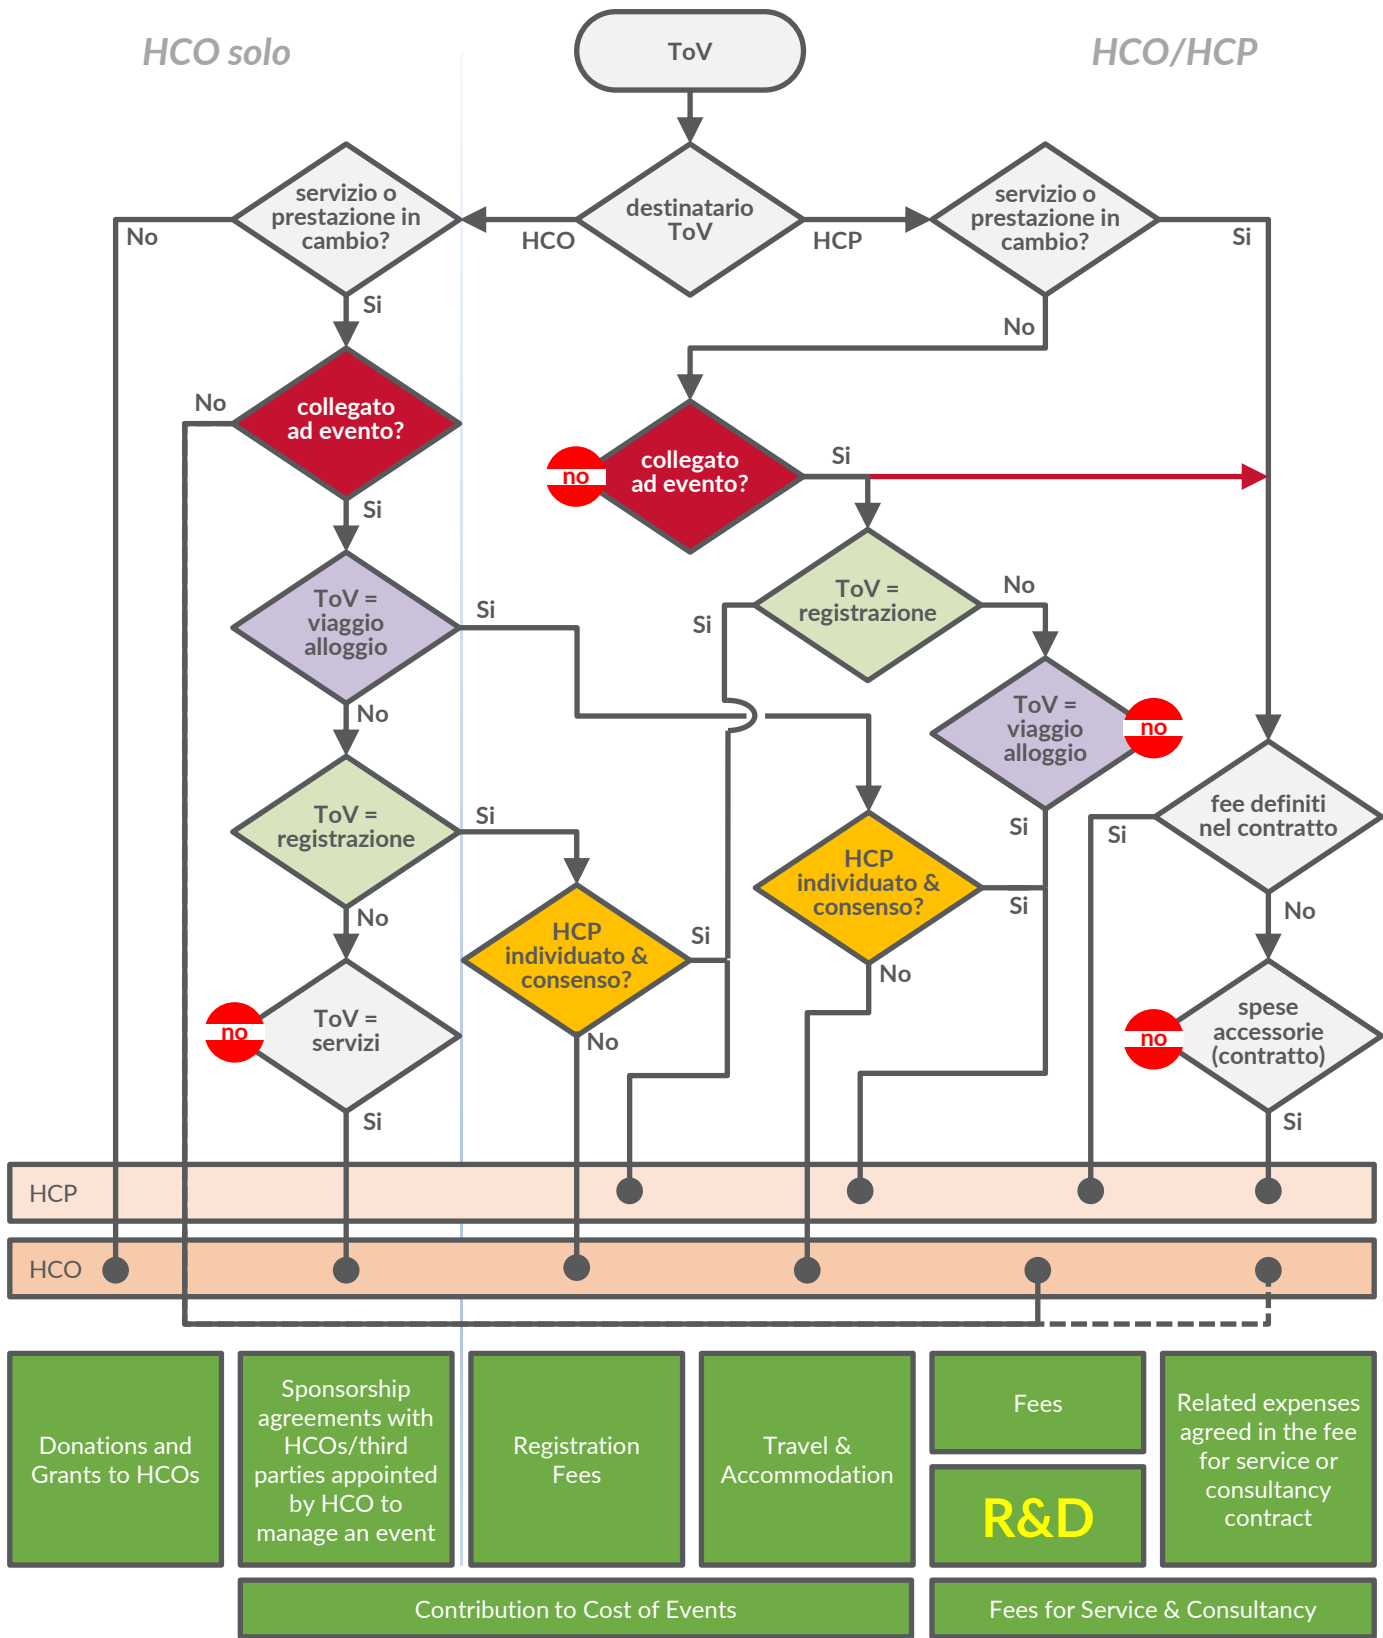 HCO solo
ToV
HCO/HCP
servizio o
prestazione in
cambio?
destinatario
ToV
servizio o
prestazione in
cambio?
No
HCO
HCP
Si
Si
No
collegato
ad evento?
No
collegato
ad evento?
no
Si
Si
ToV =
viaggio
alloggio
Si
ToV =
registrazione
Si
No
ToV =
viaggio
alloggio
no
No
ToV =
registrazione
Si
HCP
individuato &
consenso?
Si
Si
No
fee definiti
nel contratto
Si
No
No
HCP
individuato &
consenso?
Si
No
ToV =
servizi
no
Si
spese
accessorie
(contratto)
no
Si
HCP
HCO
Donations and
Grants to HCOs
Sponsorship
agreements with
HCOs/third
parties appointed
by HCO to
manage an event
Registration
Fees
Travel &
Accommodation
Fees
R&D
Related expenses
agreed in the fee
for service or
consultancy
contract
Contribution to Cost of Events
Fees for Service & Consultancy